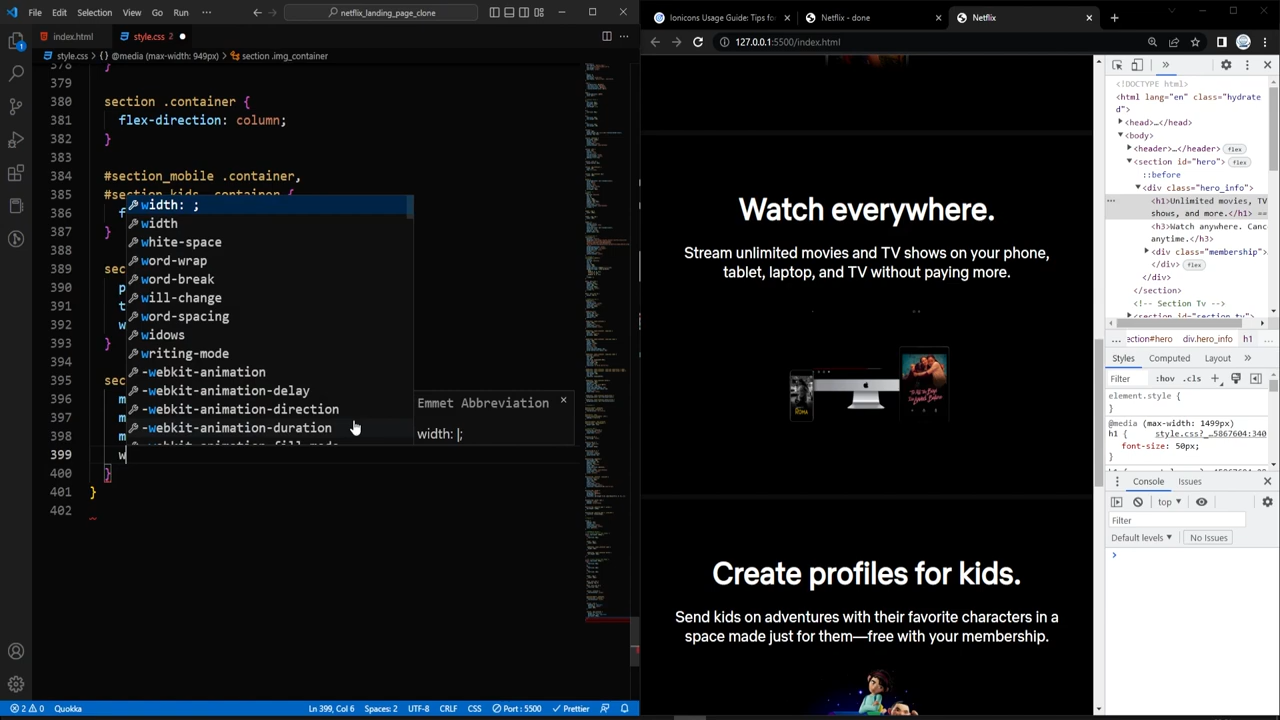 File Edit Selection View Go Run ··· netflix_landing_page_clone
index.html style.css 2
style.css > { } @media (max-width: 949px) > section .img_container
378 }
379
380 section .container {
381 flex-direction: column;
382 }
383
384 #section_mobile .container,
#section_kids .container {
386
}
389
391
392
393 }
394
395
396
397
398
399 w
400 }
401 }
402
width: ;
width
white-space
word-wrap
word-break
will-change
word-spacing
widows
writing-mode
-webkit-animation
-webkit-animation-delay
-webkit-animation-direction
-webkit-animation-duration
Emmet Abbreviation
width: |;
2 0 Quokka Ln 399, col 4 Spaces: 2 UTF-8 CRLF CSS Port : 5500 Prettier
Ionicons Usage Guide: Tips for
Netflix - done
Netflix
127.0.0.1:5500/index.html
Watch everywhere.
Stream unlimited movies and TV shows on your phone,
tablet, laptop, and TV without paying more.
Create profiles for kids.
Send kids on adventures with their favorite characters in a
space made just for them—free with your membership.
<!DOCTYPE html>
<html lang="en" class="hydrate
d">
<head>…</head>
<body>
<header>…</header> flex
<section id="hero"> flex
::before
<div class="hero_info">
<h1>Unlimited movies, TV
shows, and more.</h1>
<h3>Watch anywhere. Canc
anytime.</h3>
<div class="membership">
</div> flex
</div>
</section>
<!-- Section Tv -->
<section id="section_tv">
... ection#hero div.hero_info h1 ...
Styles Computed Layout
Filter :hov .cls
element.style {
}
@media (max-width: 1499px)
h1 { style.css?_…5867604:340
font-size: 50px;
}
Console Issues
top
Filter
Default levels No Issues